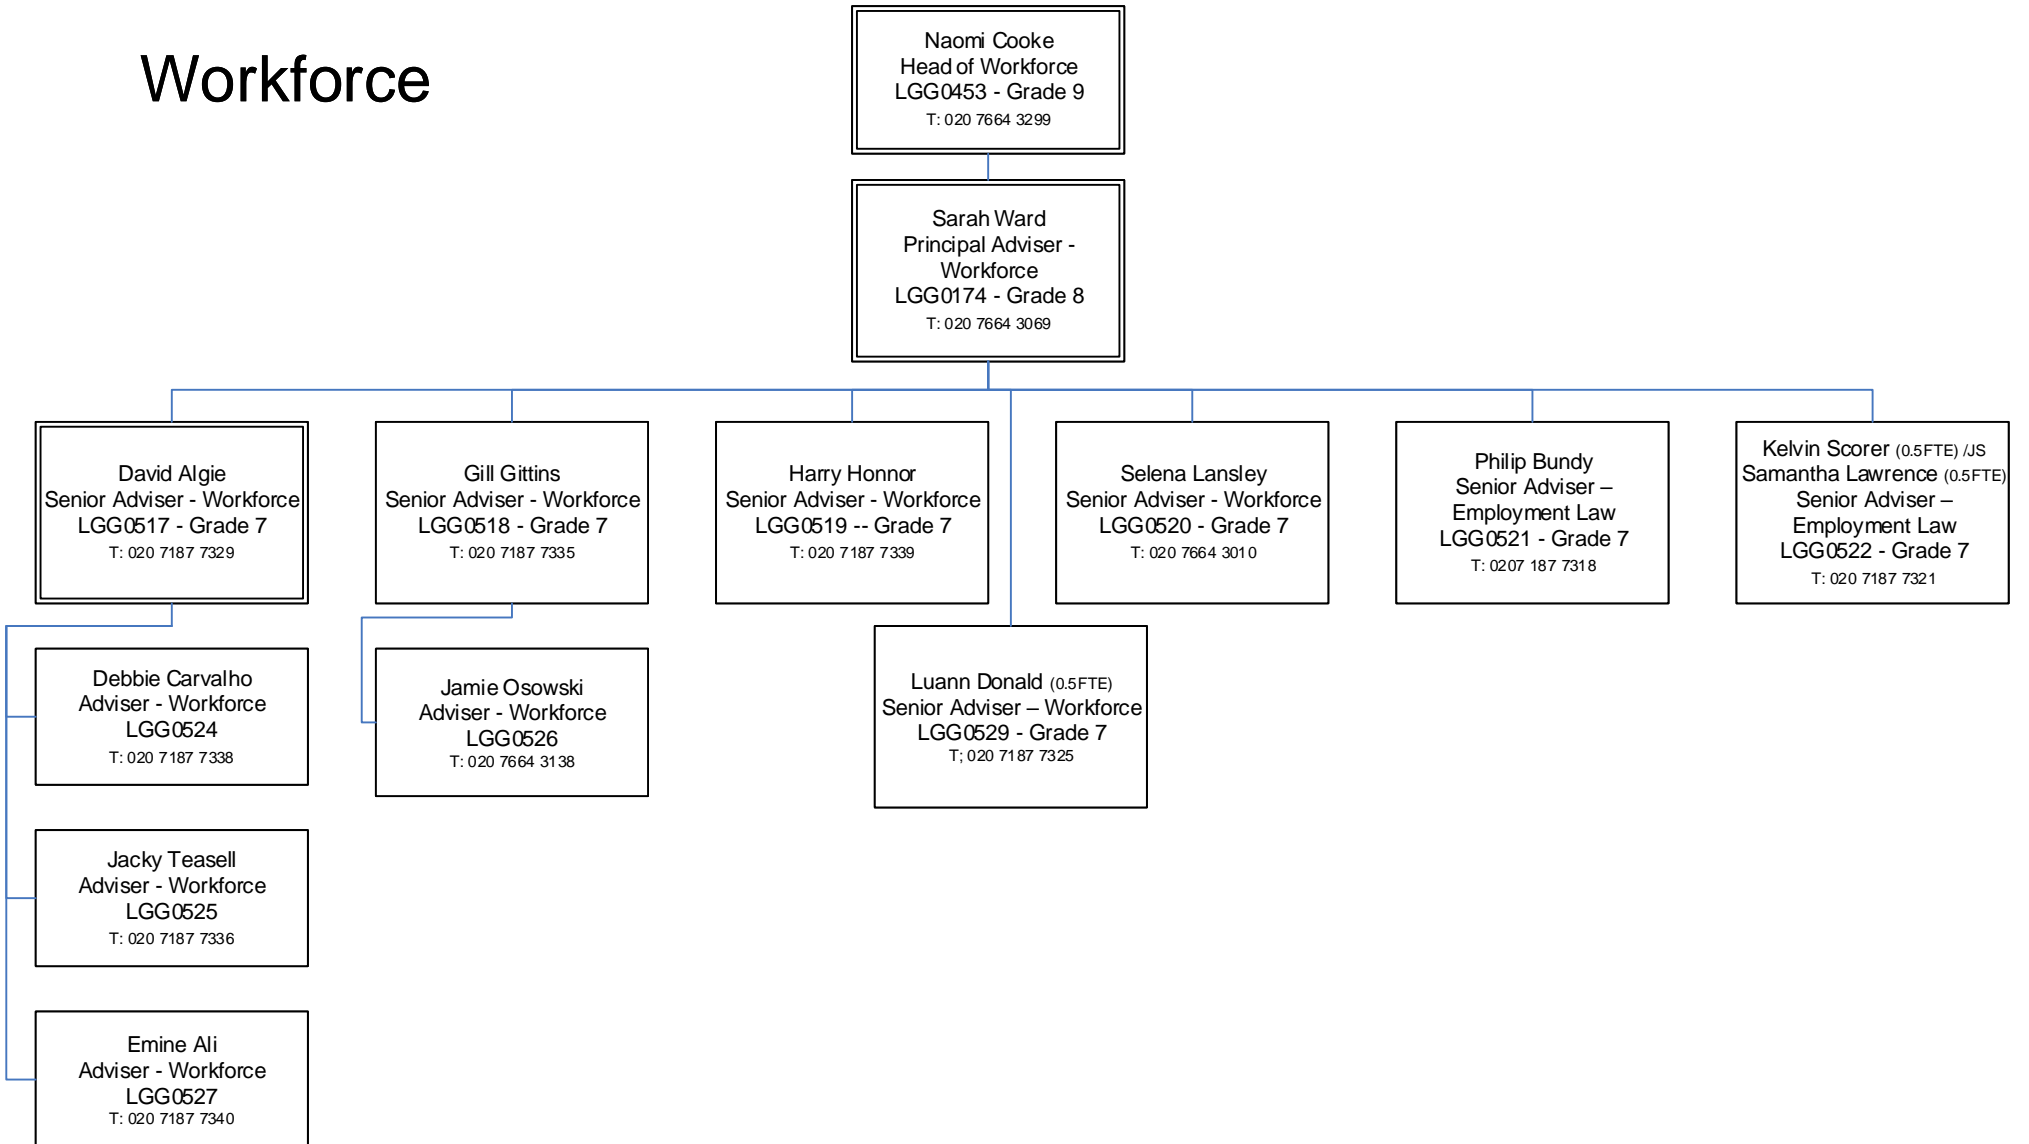 Workforce
Naomi Cooke
Head of Workforce
LGG0453 - Grade 9
T: 020 7664 3299
Sarah Ward
Principal Adviser -
Workforce
LGG0174 - Grade 8
T: 020 7664 3069
David Algie
Senior Adviser - Workforce
LGG0517 - Grade 7
T: 020 7187 7329
Gill Gittins
Senior Adviser - Workforce
LGG0518 - Grade 7
T: 020 7187 7335
Harry Honnor
Senior Adviser - Workforce
LGG0519 -- Grade 7
T: 020 7187 7339
Selena Lansley
Senior Adviser - Workforce
LGG0520 - Grade 7
T: 020 7664 3010
Philip Bundy
Senior Adviser –
Employment Law
LGG0521 - Grade 7
T: 0207 187 7318
Kelvin Scorer (0.5FTE) /JS
Samantha Lawrence (0.5FTE)
Senior Adviser –
Employment Law
LGG0522 - Grade 7
T: 020 7187 7321
Debbie Carvalho
Adviser - Workforce
LGG0524
T: 020 7187 7338
Jamie Osowski
Adviser - Workforce
LGG0526
T: 020 7664 3138
Luann Donald (0.5FTE)
Senior Adviser – Workforce
LGG0529 - Grade 7
T; 020 7187 7325
Jacky Teasell
Adviser - Workforce
LGG0525
T: 020 7187 7336
Emine Ali
Adviser - Workforce
LGG0527
T: 020 7187 7340